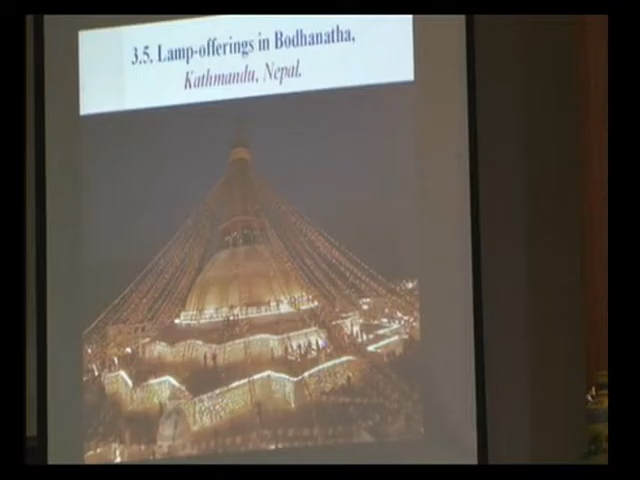 3.5. Lamp-offerings in Bodhanatha,
Kathmandu, Nepal.